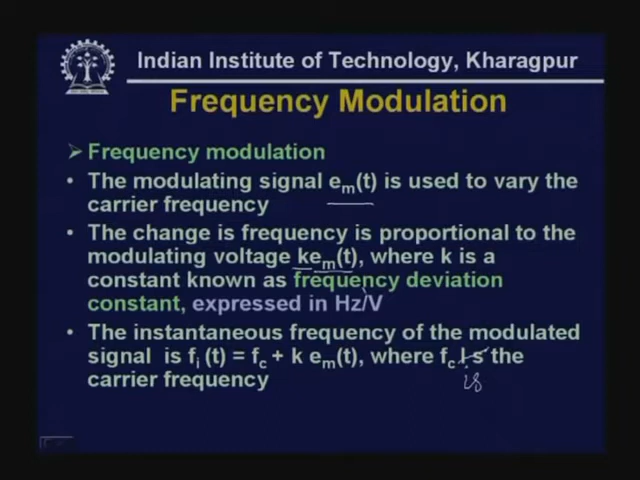 Indian Institute of Technology, Kharagpur
Frequency Modulation
➢ Frequency modulation
• The modulating signal eₘ(t) is used to vary the
carrier frequency
• The change is frequency is proportional to the
modulating voltage keₘ(t), where k is a
constant known as frequency deviation
constant, expressed in Hz/V
• The instantaneous frequency of the modulated
signal is fᵢ (t) = f_c + k eₘ(t), where f_c I s the
carrier frequency
is